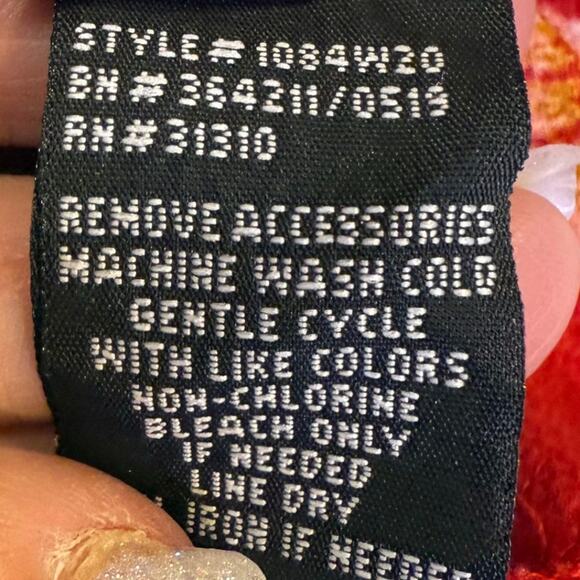 STYLE# 1084W20
BN # 364211/0519
RN #31310
REMOVE ACCESSORIES
MACHINE WASH COLD
GENTLE CYCLE
WITH LIKE COLORS
NON-CHLORINE
BLEACH ONLY
IF NEEDED
LINE DRY
IRON IF NEEDED